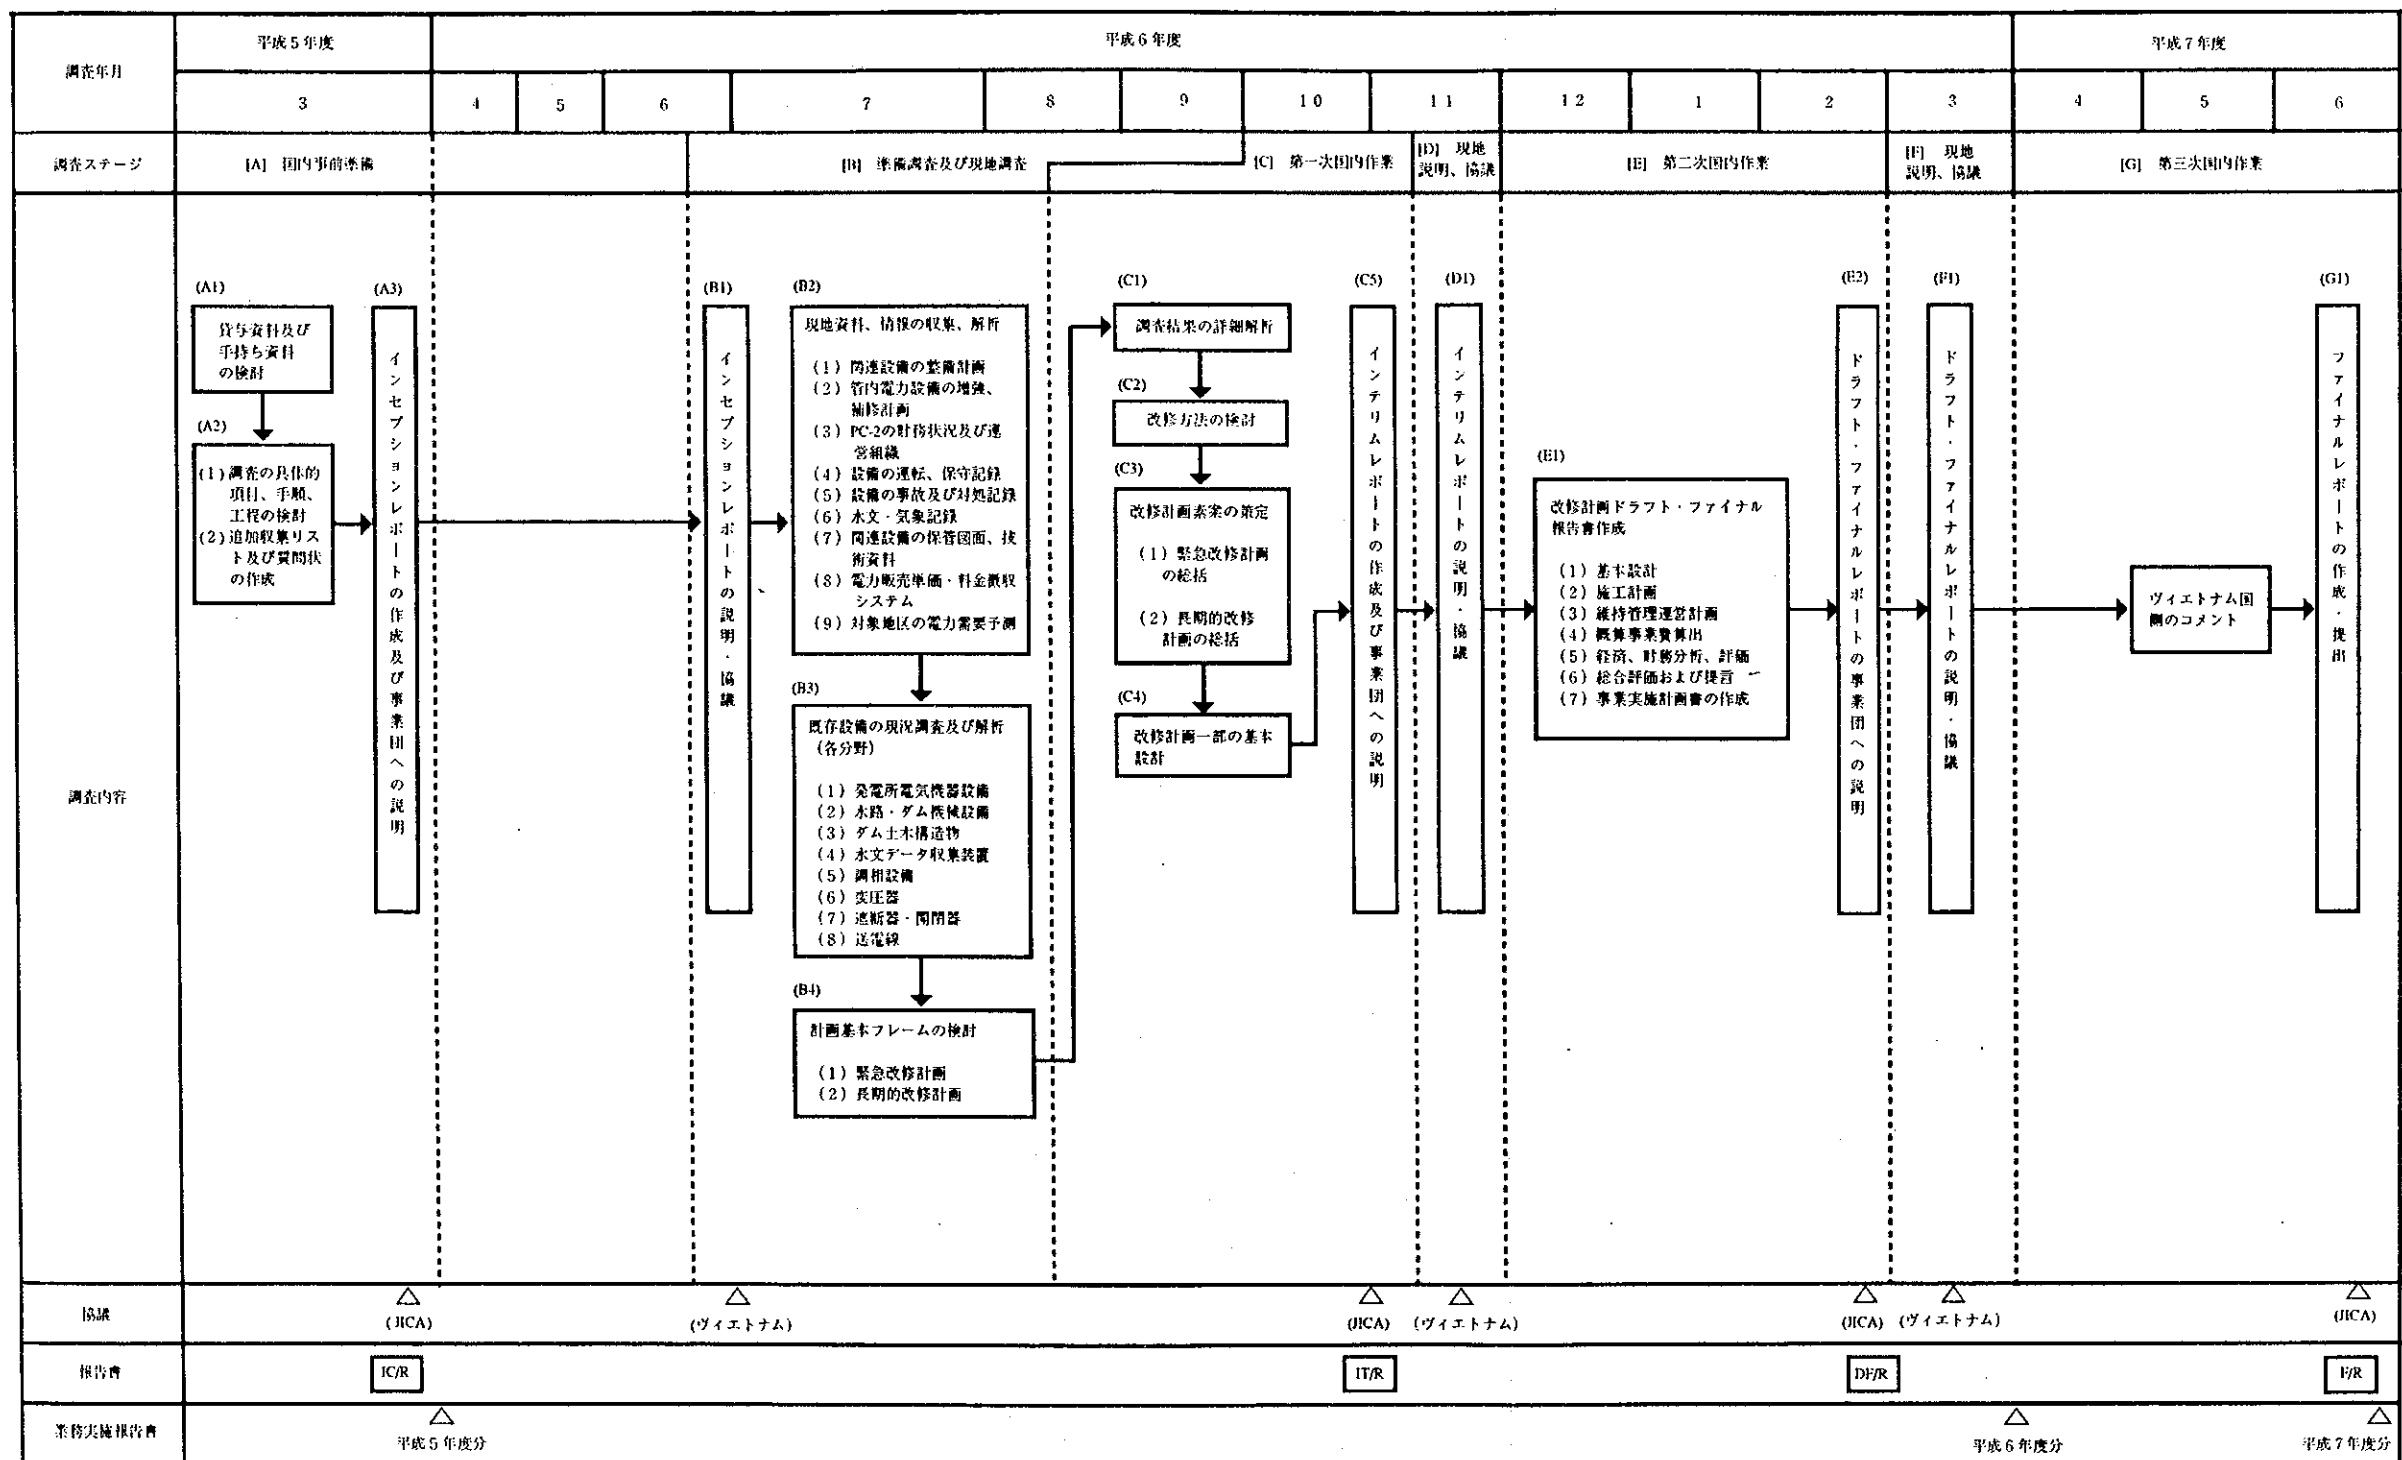 調査年月
平成5年度
平成6年度
平成7年度
3
4
5
6
7
8
9
10
11
12
1
2
3
4
5
6
調査ステージ
[A] 国内事前準備
[B] 準備調査及び現地調査
[C] 第一次国内作業
[D] 現地
説明、協議
[E] 第二次国内作業
[F] 現地
説明、協議
[G] 第三次国内作業
調査内容
(A1)
貸与資料及び
手持ち資料
の検討
(A2)
(1) 調査の具体的
項目、手順、
工程の検討
(2) 追加収集リス
ト及び質問状
の作成
(A3)
インセプションレポートの作成及び事業団への説明
(B1)
インセプションレポートの説明・協議
(B2)
現地資料、情報の収集、解析
(1) 関連設備の整備計画
(2) 管内電力設備の増強、
補修計画
(3) PC-2の財務状況及び運
営組織
(4) 設備の運転、保守記録
(5) 設備の事故及び対処記録
(6) 水文・気象記録
(7) 関連設備の保管図面、技
術資料
(8) 電力販売単価・料金徴収
システム
(9) 対象地区の電力需要予測
(B3)
既存設備の現況調査及び解析
(各分野)
(1) 発電所電気機器設備
(2) 水路・ダム機械設備
(3) ダム土木構造物
(4) 水文データ収集装置
(5) 調相設備
(6) 変圧器
(7) 遮断器・開閉器
(8) 送電線
(B4)
計画基本フレームの検討
(1) 緊急改修計画
(2) 長期的改修計画
(C1)
調査結果の詳細解析
(C2)
改修方法の検討
(C3)
改修計画素案の策定
(1) 緊急改修計画
の総括
(2) 長期的改修
計画の総括
(C4)
改修計画一部の基本
設計
(C5)
インテリムレポートの作成及び事業団への説明
(D1)
インテリムレポートの説明・協議
(E1)
改修計画ドラフト・ファイナル
報告書作成
(1) 基本設計
(2) 施工計画
(3) 維持管理運営計画
(4) 概算事業費算出
(5) 経済、財務分析、評価
(6) 総合評価および提言
(7) 事業実施計画書の作成
(E2)
ドラフト・ファイナルレポートの事業団への説明
(F1)
ドラフト・ファイナルレポートの説明・協議
ヴィエトナム国
側のコメント
(G1)
ファイナルレポートの作成・提出
協議
(JICA)
(ヴィエトナム)
(JICA)
(ヴィエトナム)
(JICA)
(ヴィエトナム)
(JICA)
報告書
IC/R
IT/R
DF/R
F/R
業務実施報告書
平成5年度分
平成6年度分
平成7年度分